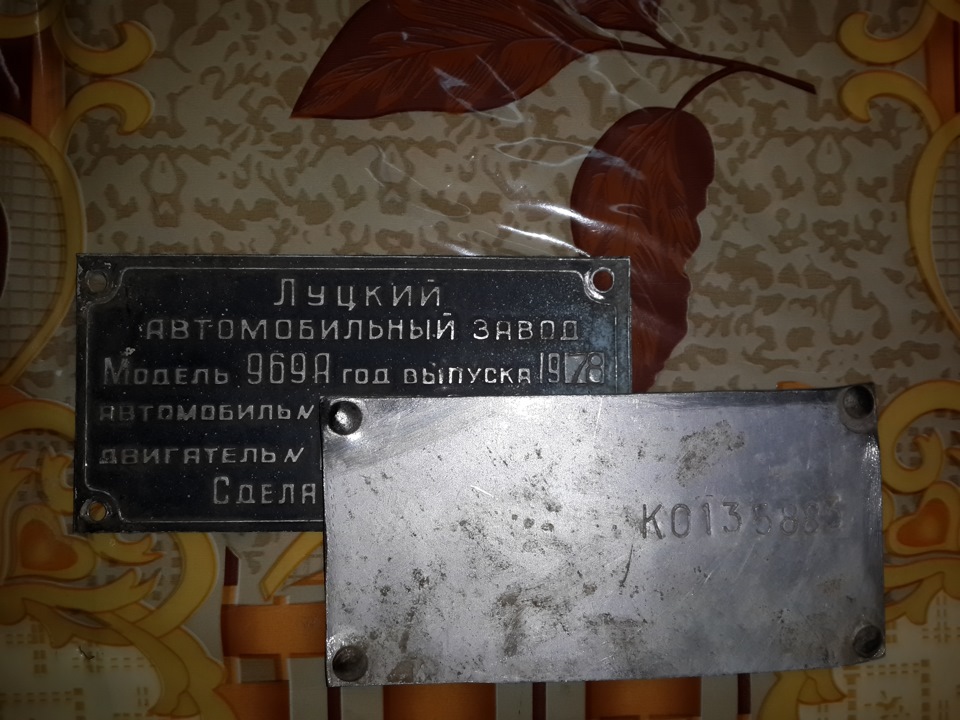 Луцкий
АВТОМОБИЛЬНЫЙ ЗАВОД
Модель 969А ГОД ВЫПУСКА 1978
АВТОМОБИЛЬ N
ДВИГАТЕЛЬ N
СДЕЛА